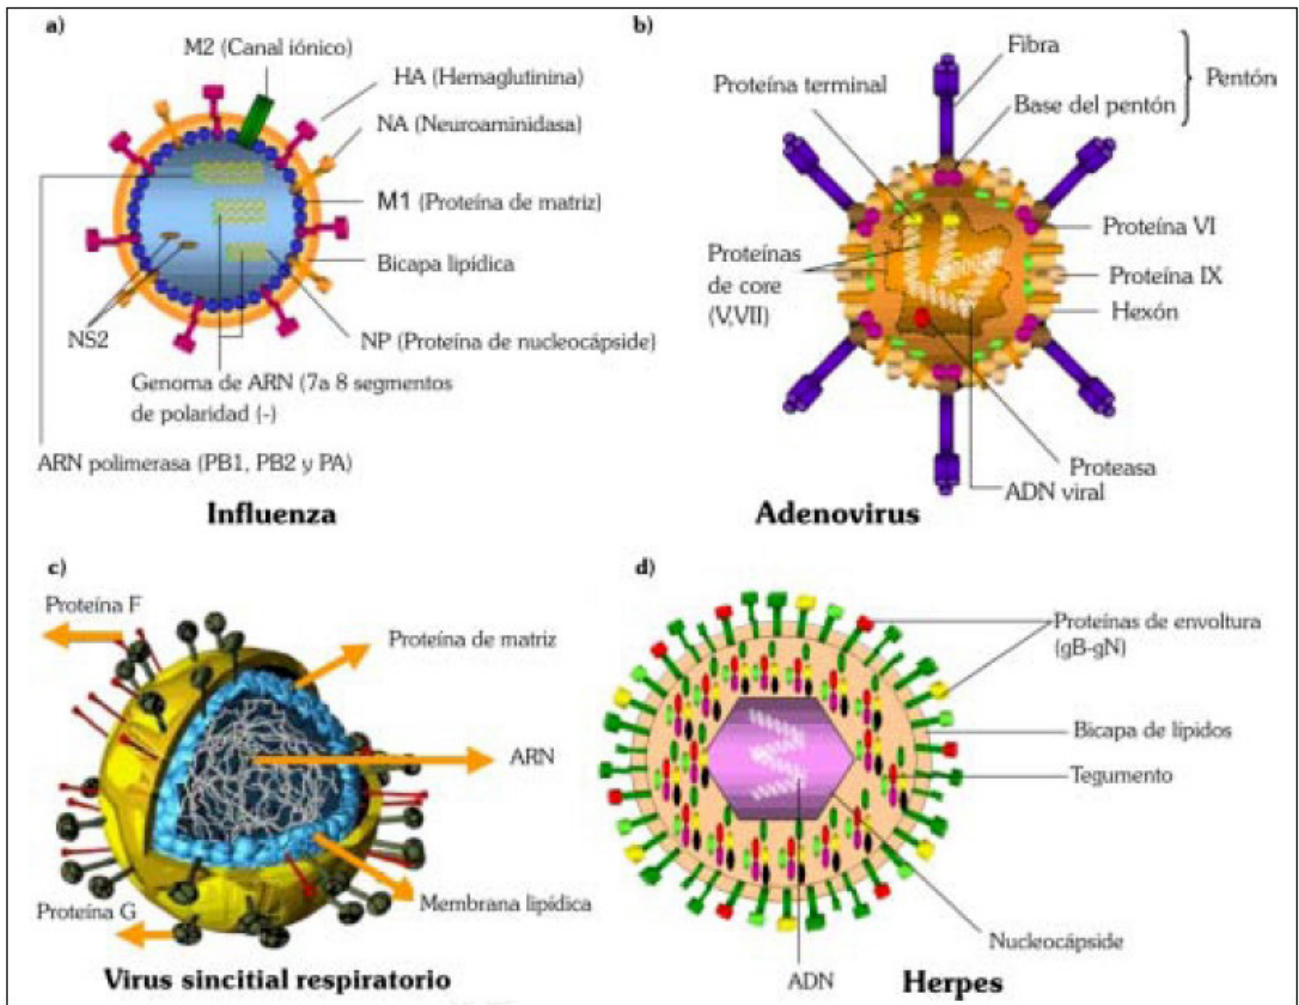 a)
M2 (Canal iónico)
HA (Hemaglutinina)
NA (Neuroaminidasa)
M1 (Proteína de matriz)
Bicapa lipídica
NS2
NP (Proteína de nucleocápside)
Genoma de ARN (7a 8 segmentos
de polaridad (-)
ARN polimerasa (PB1, PB2 y PA)
Influenza
b)
Fibra
Proteína terminal
Base del pentón
Pentón
Proteína VI
Proteínas
de core
(V,VII)
Proteína IX
Hexón
Proteasa
ADN viral
Adenovirus
c)
Proteína F
Proteína de matriz
ARN
Membrana lipídica
Proteína G
Virus sincitial respiratorio
d)
Proteínas de envoltura
(gB-gN)
Bicapa de lípidos
Tegumento
Nucleocápside
ADN
Herpes